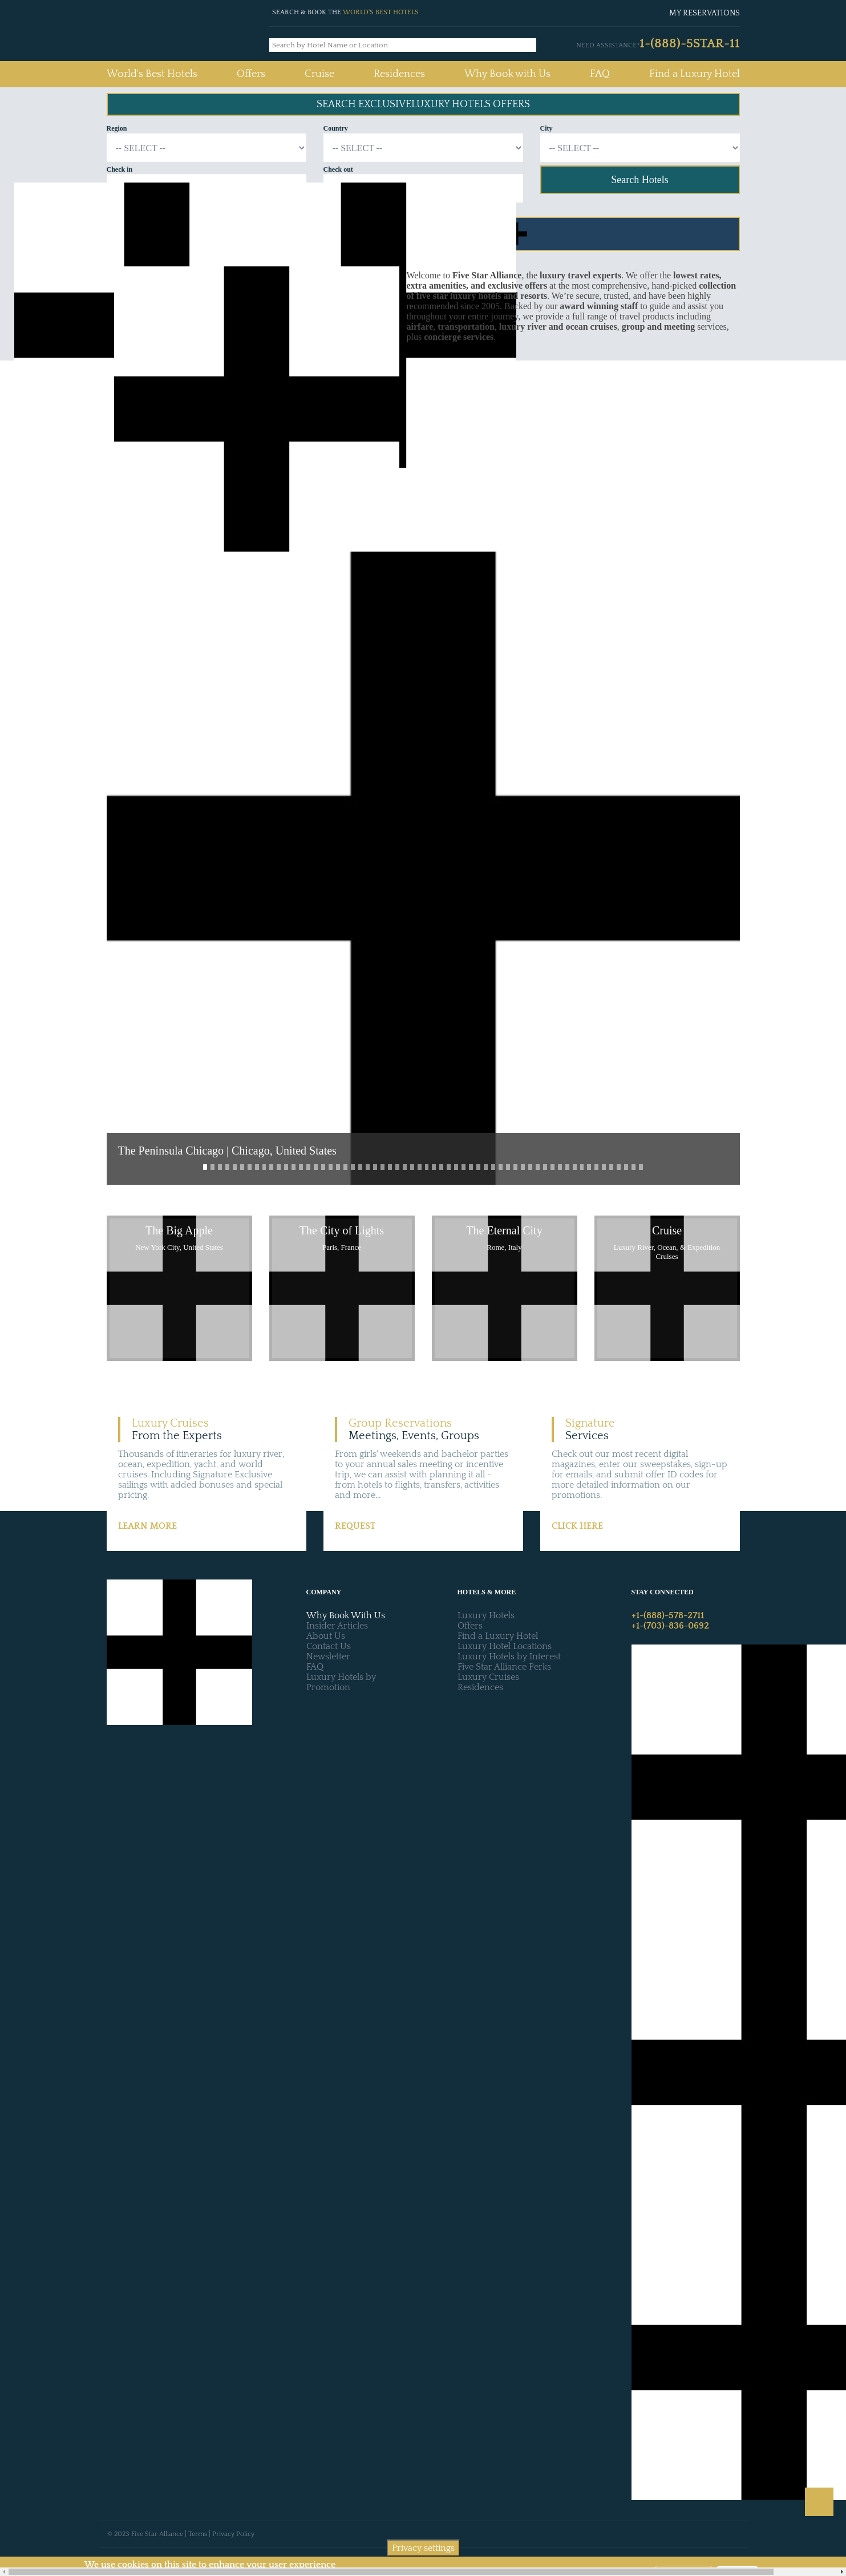 SEARCH & BOOK THE WORLD'S BEST HOTELS
MY RESERVATIONS
Search by Hotel Name or Location
NEED ASSISTANCE? 1-(888)-5STAR-11
World's Best Hotels
Offers
Cruise
Residences
Why Book with Us
FAQ
Find a Luxury Hotel
SEARCH EXCLUSIVELUXURY HOTELS OFFERS
Region
Country
City
-- SELECT --
-- SELECT --
-- SELECT --
Check in
Check out
Search Hotels
Welcome to Five Star Alliance, the luxury travel experts. We offer the lowest rates,
extra amenities, and exclusive offers at the most comprehensive, hand-picked collection
of five star luxury hotels and resorts. We're secure, trusted, and have been highly
recommended since 2005. Backed by our award winning staff to guide and assist you
throughout your entire journey, we provide a full range of travel products including
airfare, transportation, luxury river and ocean cruises, group and meeting services,
plus concierge services.
The Peninsula Chicago | Chicago, United States
The Big Apple
New York City, United States
The City of Lights
Paris, France
The Eternal City
Rome, Italy
Cruise
Luxury River, Ocean, & Expedition
Cruises
Luxury Cruises
From the Experts
Thousands of itineraries for luxury river,
ocean, expedition, yacht, and world
cruises. Including Signature Exclusive
sailings with added bonuses and special
pricing.
LEARN MORE
Group Reservations
Meetings, Events, Groups
From girls' weekends and bachelor parties
to your annual sales meeting or incentive
trip, we can assist with planning it all -
from hotels to flights, transfers, activities
and more...
REQUEST
Signature
Services
Check out our most recent digital
magazines, enter our sweepstakes, sign-up
for emails, and submit offer ID codes for
more detailed information on our
promotions.
CLICK HERE
COMPANY
Why Book With Us
Insider Articles
About Us
Contact Us
Newsletter
FAQ
Luxury Hotels by
Promotion
HOTELS & MORE
Luxury Hotels
Offers
Find a Luxury Hotel
Luxury Hotel Locations
Luxury Hotels by Interest
Five Star Alliance Perks
Luxury Cruises
Residences
STAY CONNECTED
+1-(888)-578-2711
+1-(703)-836-0692
© 2023 Five Star Alliance | Terms | Privacy Policy
Privacy settings
We use cookies on this site to enhance your user experience